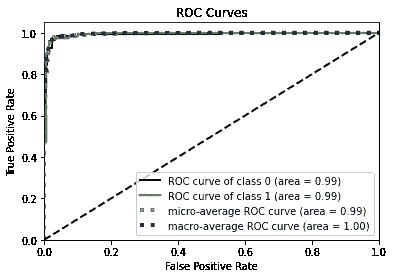 ROC Curves
True Positive Rate
1.0
0.8
0.6
0.4
0.2
0.0
ROC curve of class 0 (area = 0.99)
ROC curve of class 1 (area = 0.99)
micro-average ROC curve (area = 0.99)
macro-average ROC curve (area = 1.00)
0.0 0.2 0.4 0.6 0.8 1.0
False Positive Rate